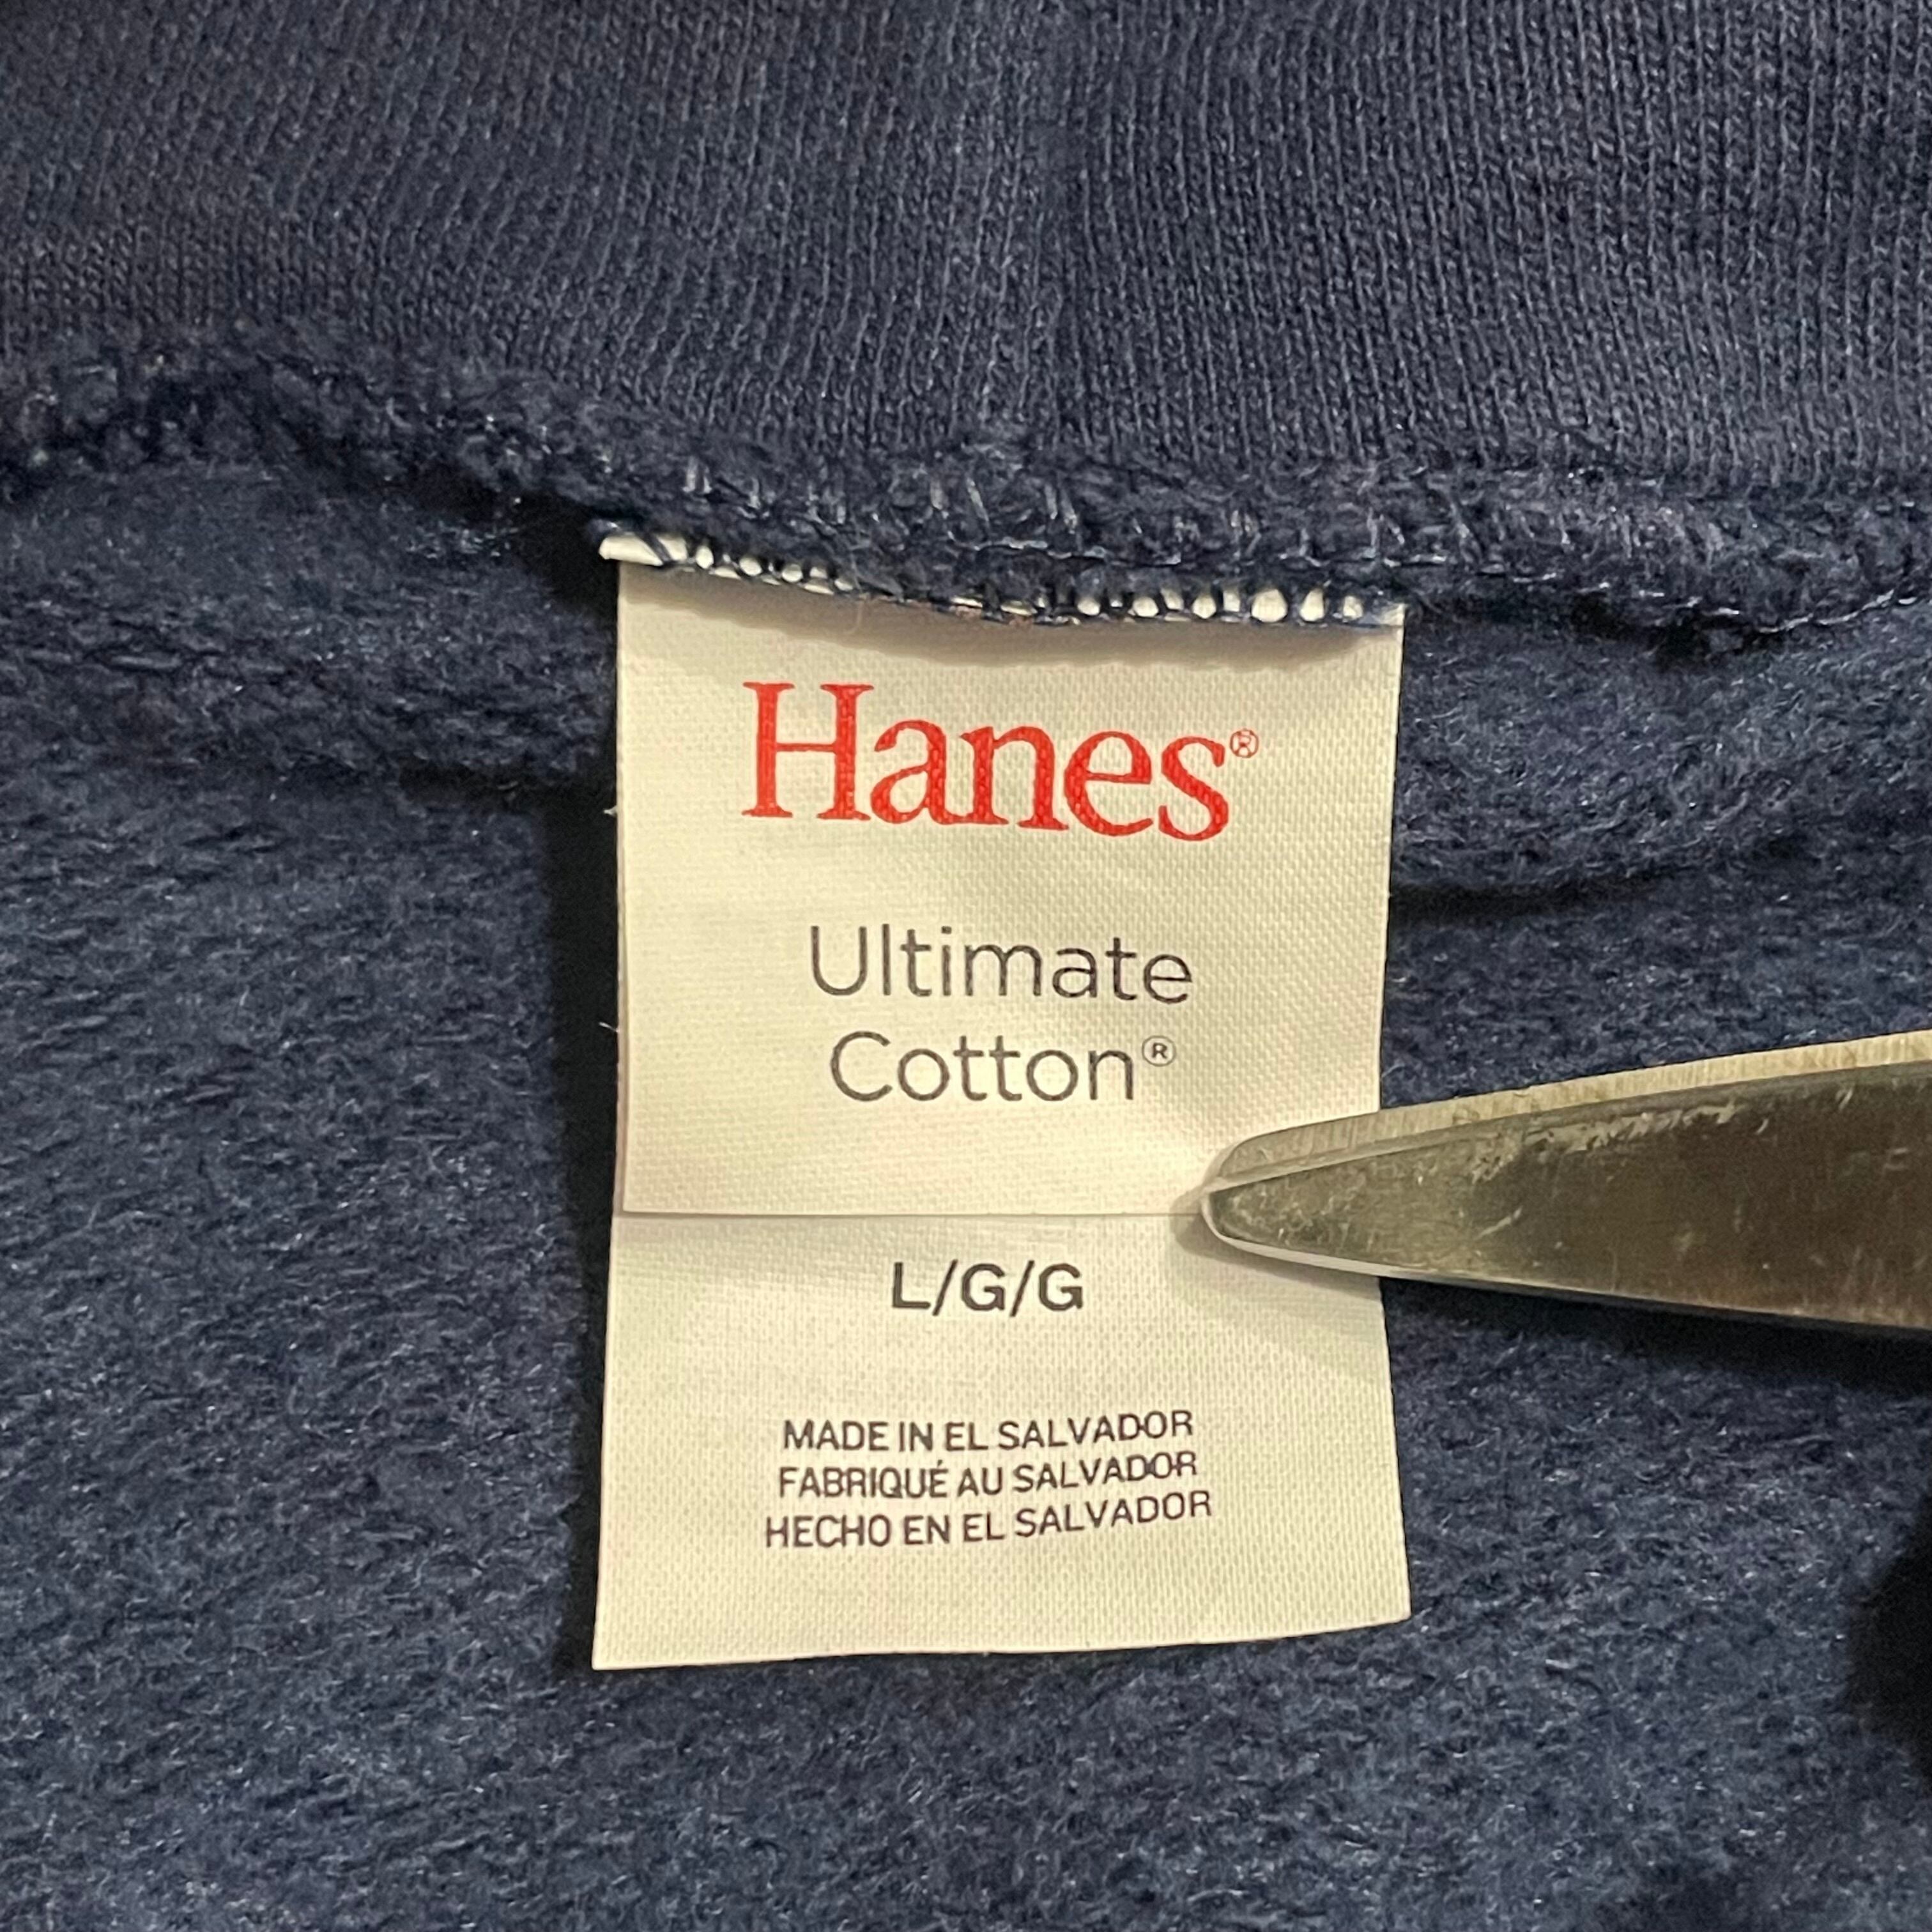 Hanes®
Ultimate
Cotton®
L/G/G
MADE IN EL SALVADOR
FABRIQUÉ AU SALVADOR
HECHO EN EL SALVADOR